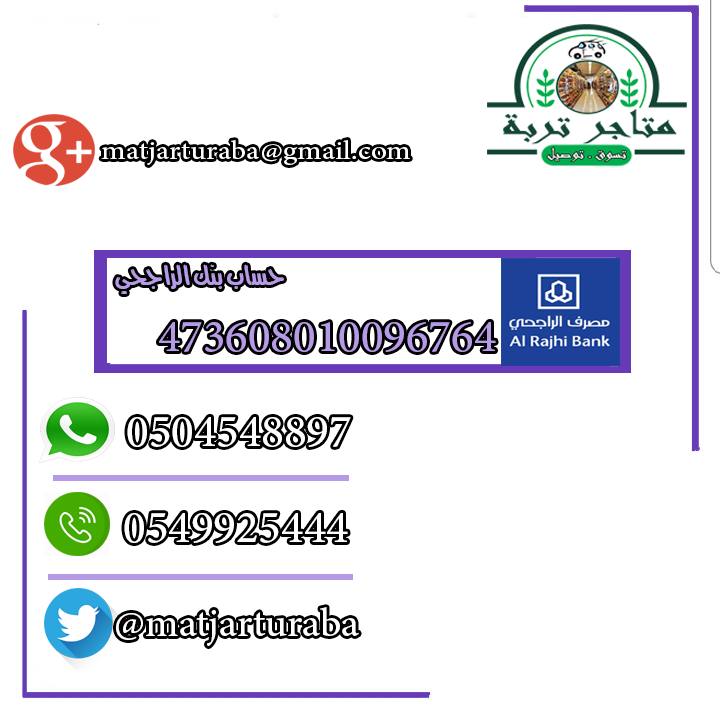 متاجر تربة
تسوق . توصيل
g+ matjarturaba@gmail.com
حساب بنك الراجحي
473608010096764
مصرف الراجحي
Al Rajhi Bank
0504548897
0549925444
@matjarturaba